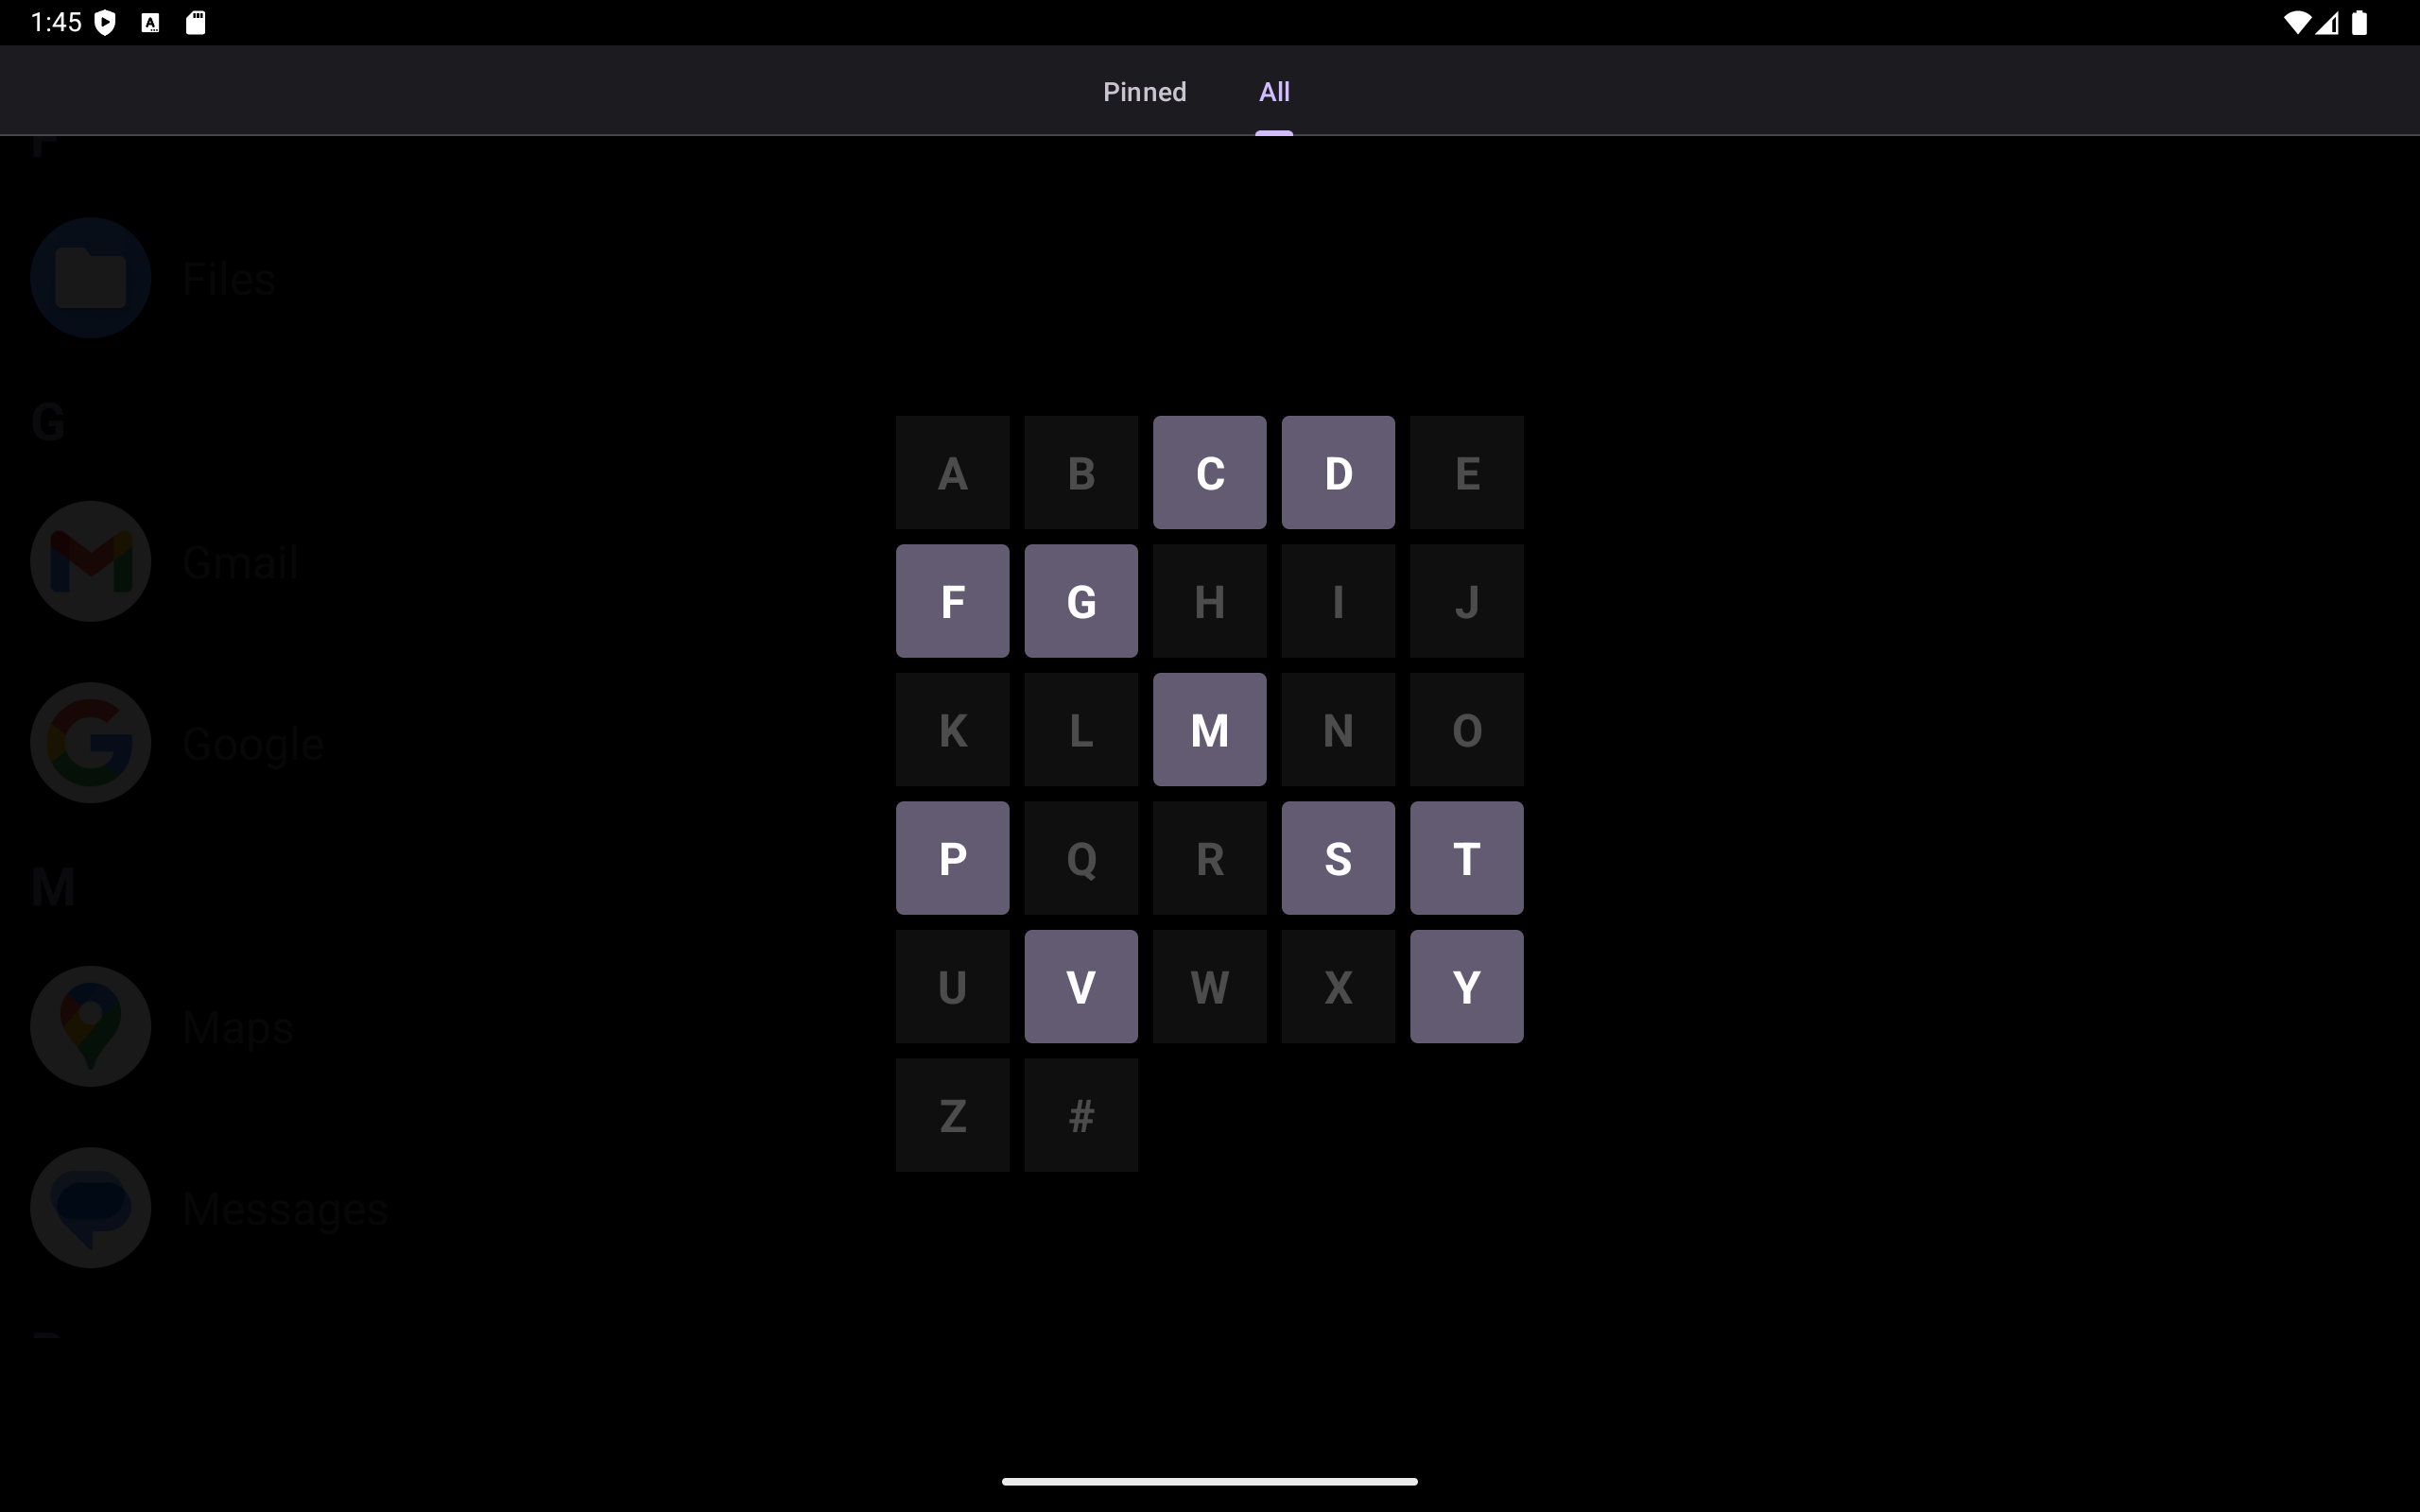 1:45
Pinned All
F
Files
G
Gmail
Google
M
Maps
Messages
A B C D E
F G H I J
K L M N O
P Q R S T
U V W X Y
Z #